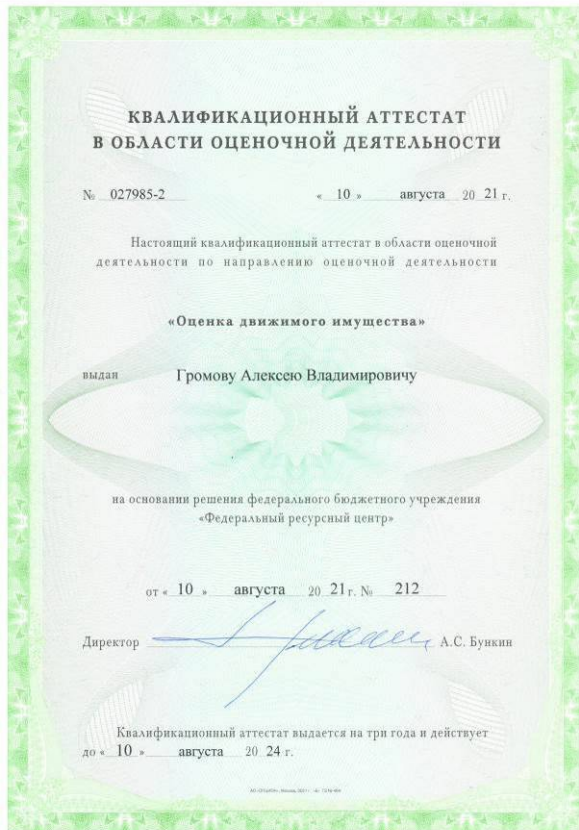 КВАЛИФИКАЦИОННЫЙ АТТЕСТАТ
В ОБЛАСТИ ОЦЕНОЧНОЙ ДЕЯТЕЛЬНОСТИ
№ 027985-2 « 10 » августа 20 21 г.
Настоящий квалификационный аттестат в области оценочной
деятельности по направлению оценочной деятельности
«Оценка движимого имущества»
выдан Громову Алексею Владимировичу
на основании решения федерального бюджетного учреждения
«Федеральный ресурсный центр»
от « 10 » августа 20 21 г. № 212
Директор А.С. Бункин
Квалификационный аттестат выдается на три года и действует
до « 10 » августа 20 24 г.